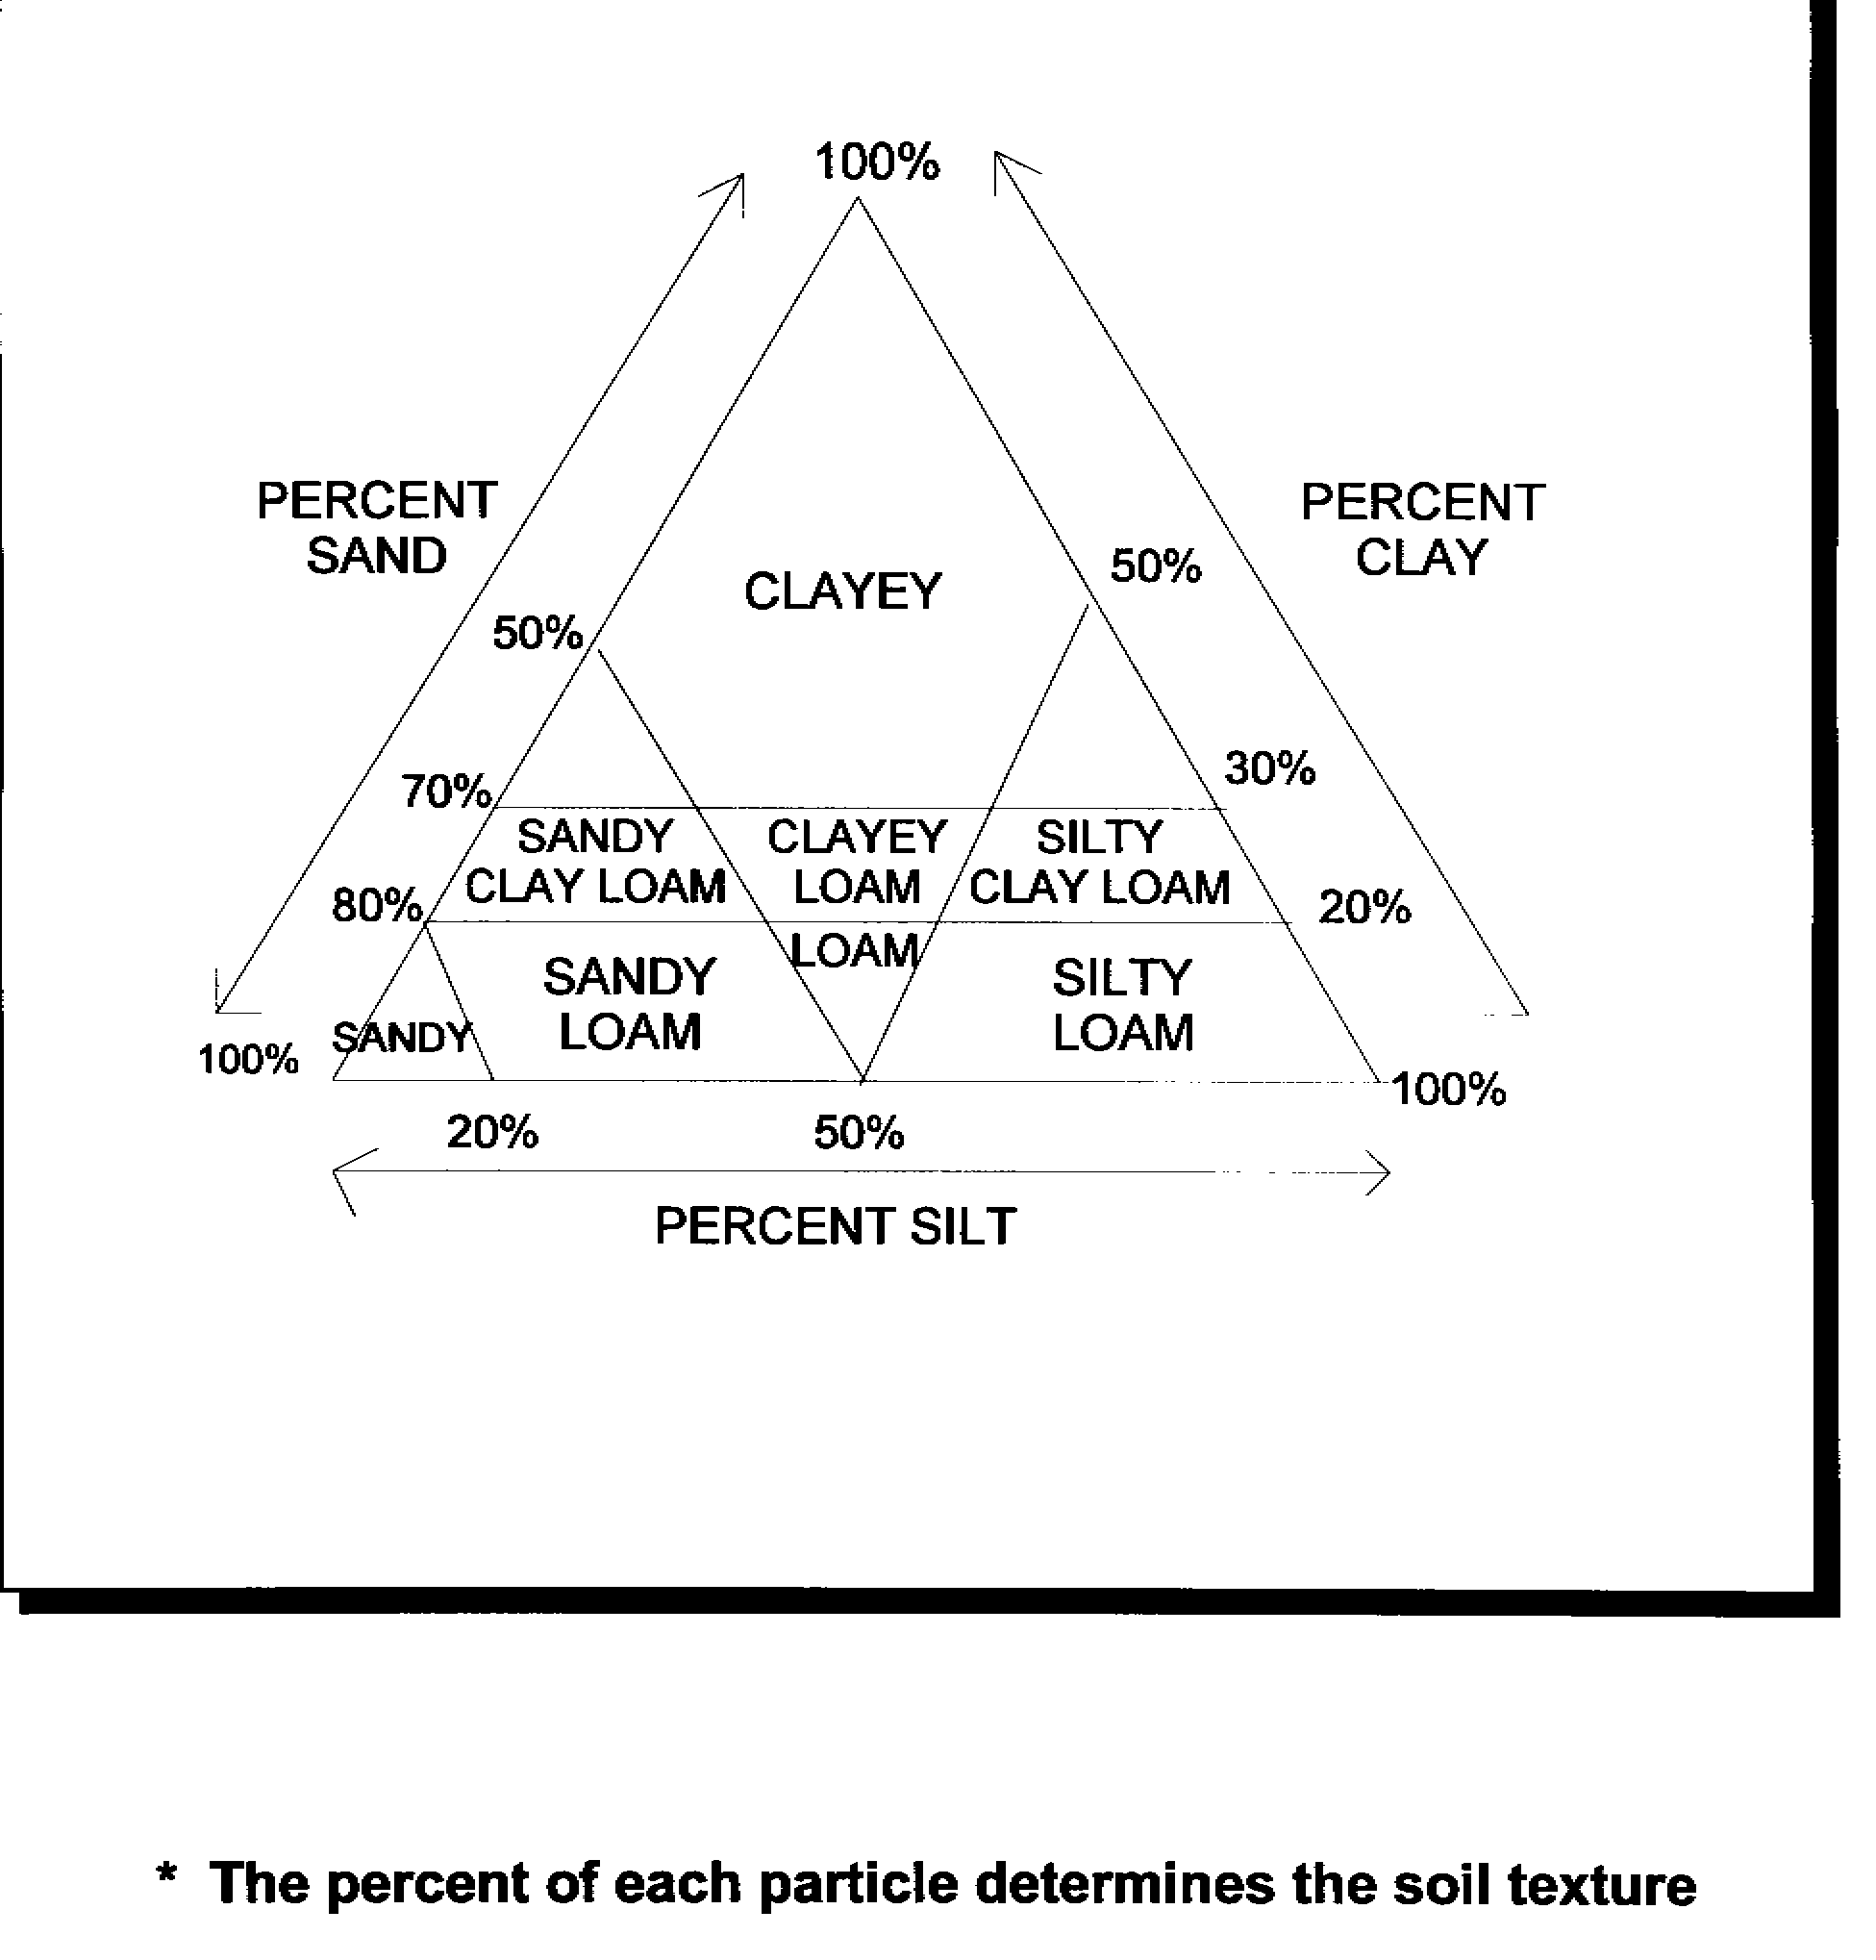 100%
PERCENT
SAND
PERCENT
CLAY
50%
CLAYEY
50%
30%
70%
SANDY
CLAY LOAM
CLAYEY
LOAM
SILTY
CLAY LOAM
80%
20%
LOAM
SANDY
LOAM
SILTY
LOAM
SANDY
100%
100%
20%
50%
PERCENT SILT
* The percent of each particle determines the soil texture